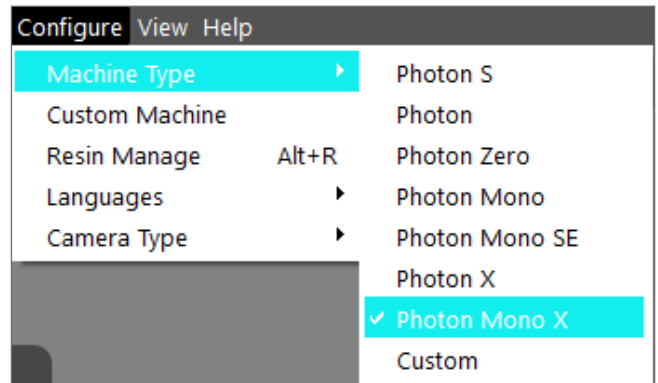 Configure View Help
Machine Type
Custom Machine
Resin Manage Alt+R
Languages
Camera Type
Photon S
Photon
Photon Zero
Photon Mono
Photon Mono SE
Photon X
Photon Mono X
Custom